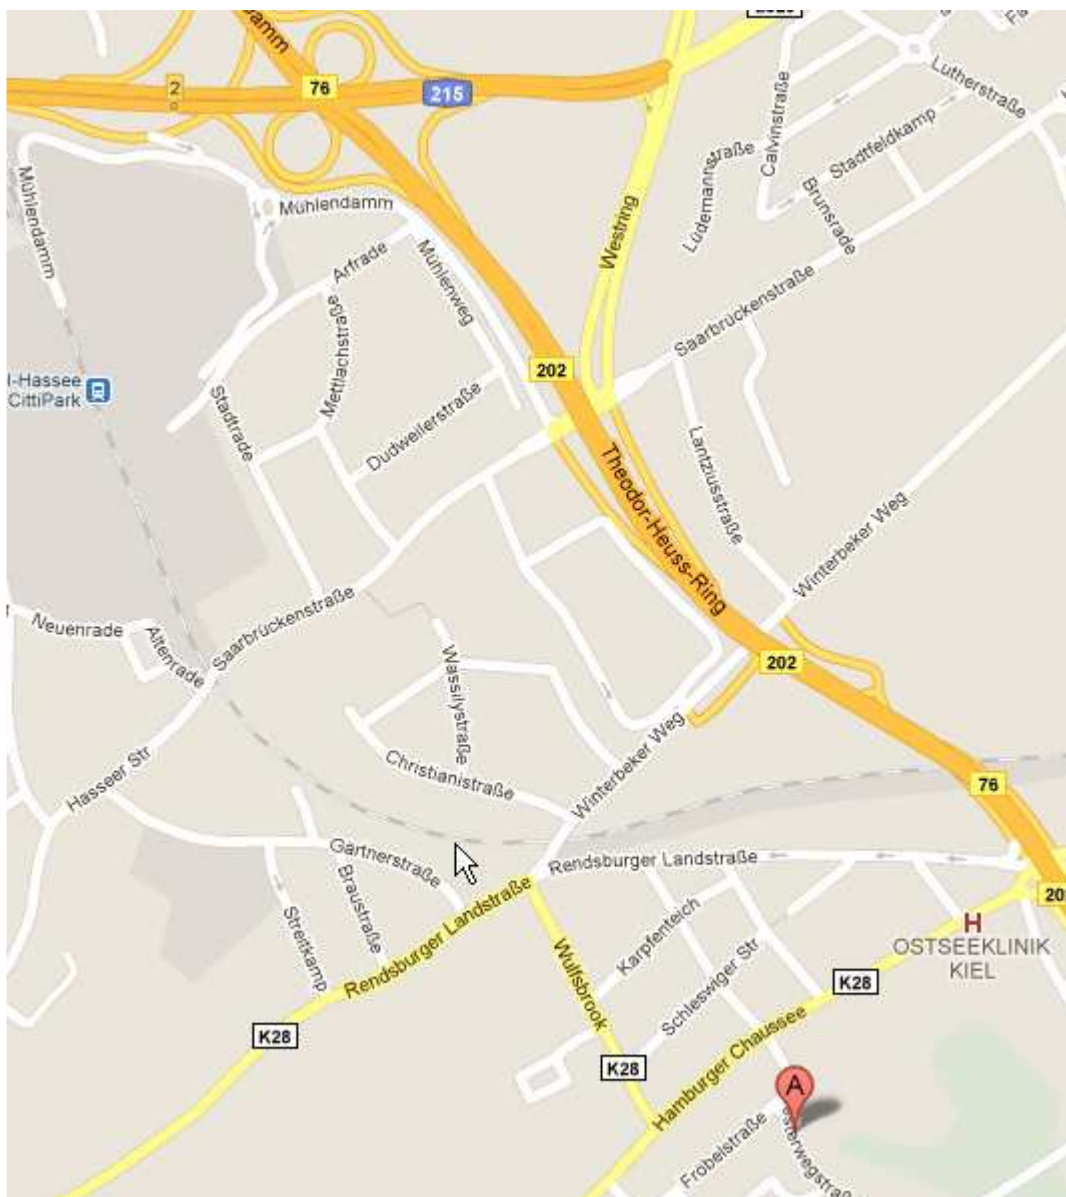 damm
76
2
215
Lutherstraße
Calvinstraße
Stadtfeldkamp
Mühlendamm
Mühlendamm
Lüdemannstraße
Brunsrade
Westring
Arfrade
Mühlenweg
Mettlachstraße
Saarbrückenstraße
202
I-Hassee
CittiPark
Stadtrade
Dudweilerstraße
Lantziusstraße
Theodor-Heuss-Ring
Winterbeker Weg
Neuenrade
Altenrade
Saarbrückenstraße
202
Wassilystraße
Winterbeker Weg
Christianistraße
Hasseer Str
76
Gärtnerstraße
Rendsburger Landstraße
Braustraße
Streitkamp
Rendsburger Landstraße
Karpfenteich
H
OSTSEEKLINIK
KIEL
Wulfsbrook
Schleswiger Str
K28
Hamburger Chaussee
K28
K28
A
Fröbelstraße